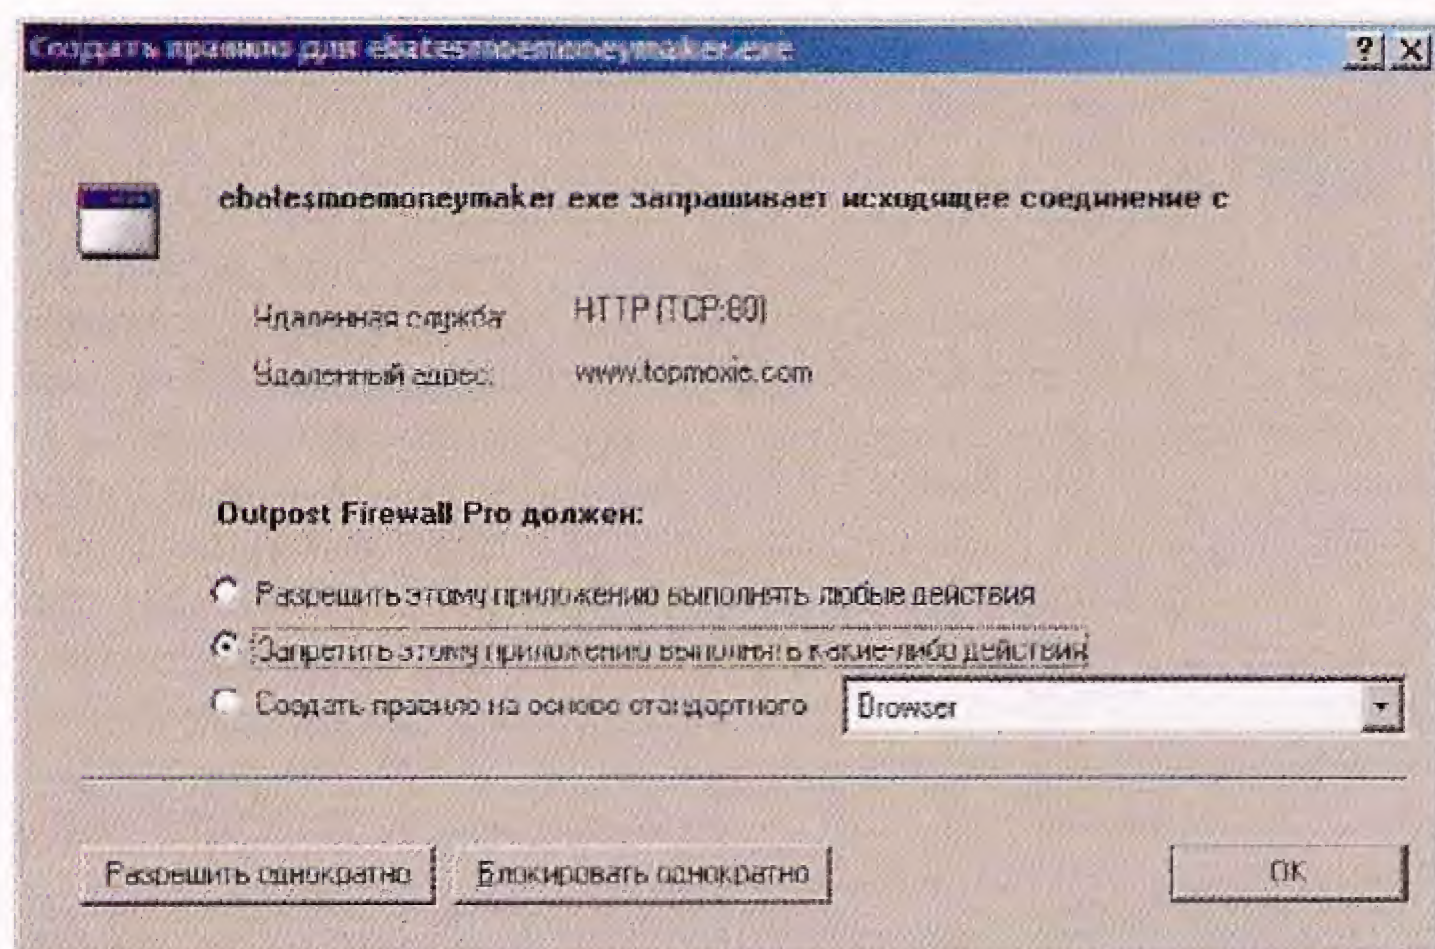 Создать правило для ebatesmoemoneymaker.exe
ebatesmoemoneymaker.exe запрашивает исходящее соединение с
Удаленная служба: HTTP (TCP:80)
Удаленный адрес: www.topmoxie.com
Outpost Firewall Pro должен:
Разрешить этому приложению выполнять любые действия
Запретить этому приложению выполнять какие-либо действия
Создать правило на основе стандартного Browser
Разрешить однократно Блокировать однократно OK